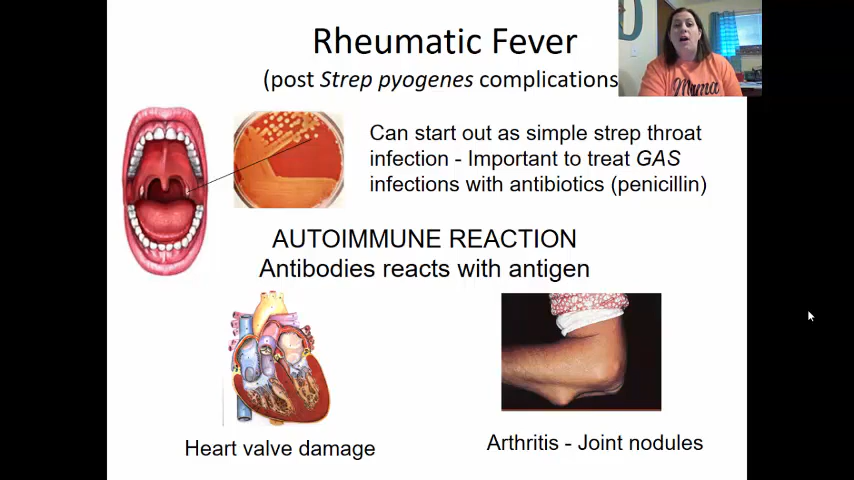 Rheumatic Fever
(post Strep pyogenes complications
Can start out as simple strep throat
infection - Important to treat GAS
infections with antibiotics (penicillin)
AUTOIMMUNE REACTION
Antibodies reacts with antigen
Heart valve damage
Arthritis - Joint nodules
Mama